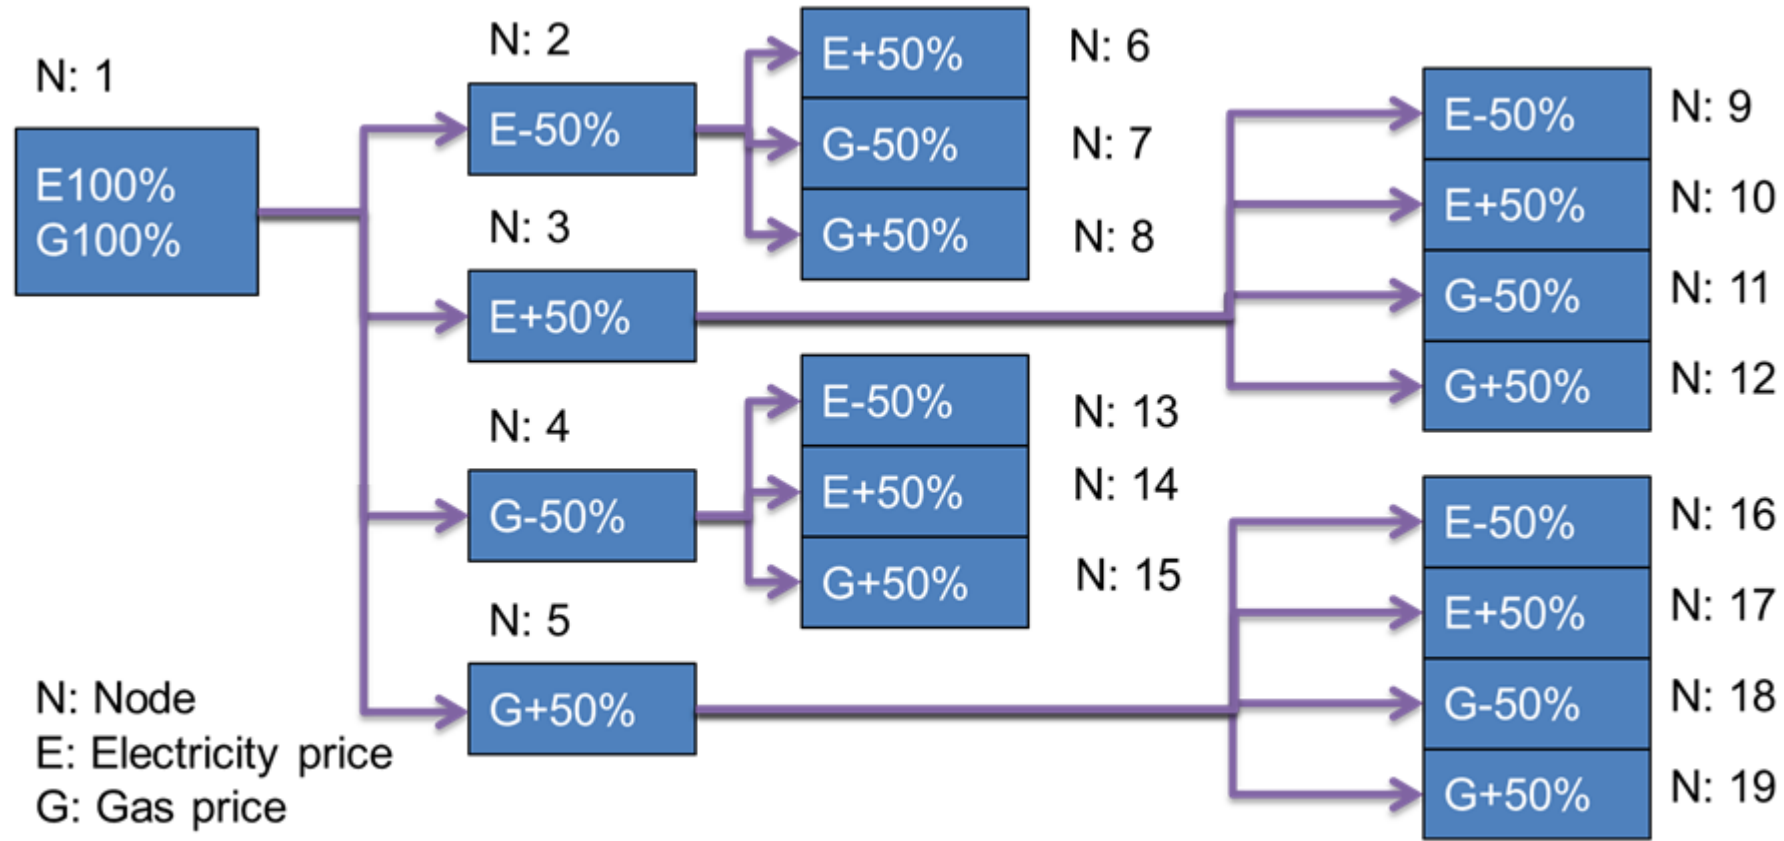 N: 1
E100%
G100%
N: 2
E-50%
N: 3
E+50%
N: 4
G-50%
N: 5
G+50%
E+50%
N: 6
G-50%
N: 7
G+50%
N: 8
E-50%
N: 9
E+50%
N: 10
G-50%
N: 11
G+50%
N: 12
E-50%
N: 13
E+50%
N: 14
G+50%
N: 15
E-50%
N: 16
E+50%
N: 17
G-50%
N: 18
G+50%
N: 19
N: Node
E: Electricity price
G: Gas price